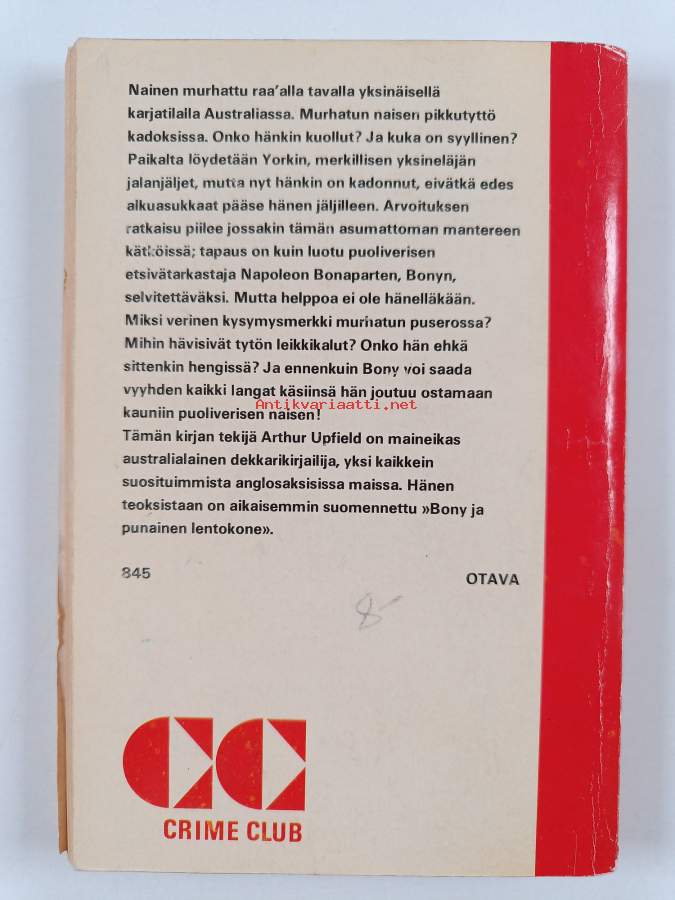 Nainen murhattu raa'alla tavalla yksinäisellä
karjatilalla Australiassa. Murhatun naisen pikkutyttö
kadoksissa. Onko hänkin kuollut? Ja kuka on syyllinen?
Paikalta löydetään Yorkin, merkillisen yksineläjän
jalanjäljet, mutta nyt hänkin on kadonnut, eivätkä edes
alkuasukkaat pääse hänen jäljilleen. Arvoituksen
ratkaisu piilee jossakin tämän asumattoman mantereen
kätköissä; tapaus on kuin luotu puoliverisen
etsivätarkastaja Napoleon Bonaparten, Bonyn,
selvitettäväksi. Mutta helppoa ei ole hänelläkään.
Miksi verinen kysymysmerkki murhatun puserossa?
Mihin hävisivät tytön leikkikalut? Onko hän ehkä
sittenkin hengissä? Ja ennenkuin Bony voi saada
vyyhden kaikki langat käsiinsä hän joutuu ostamaan
Antikvariaatti.net
kauniin puoliverisen naisen!
Tämän kirjan tekijä Arthur Upfield on maineikas
australialainen dekkarikirjailija, yksi kaikkein
suosituimmista anglosaksisissa maissa. Hänen
teoksistaan on aikaisemmin suomennettu »Bony ja
punainen lentokone».
845 OTAVA
8-
CRIME CLUB